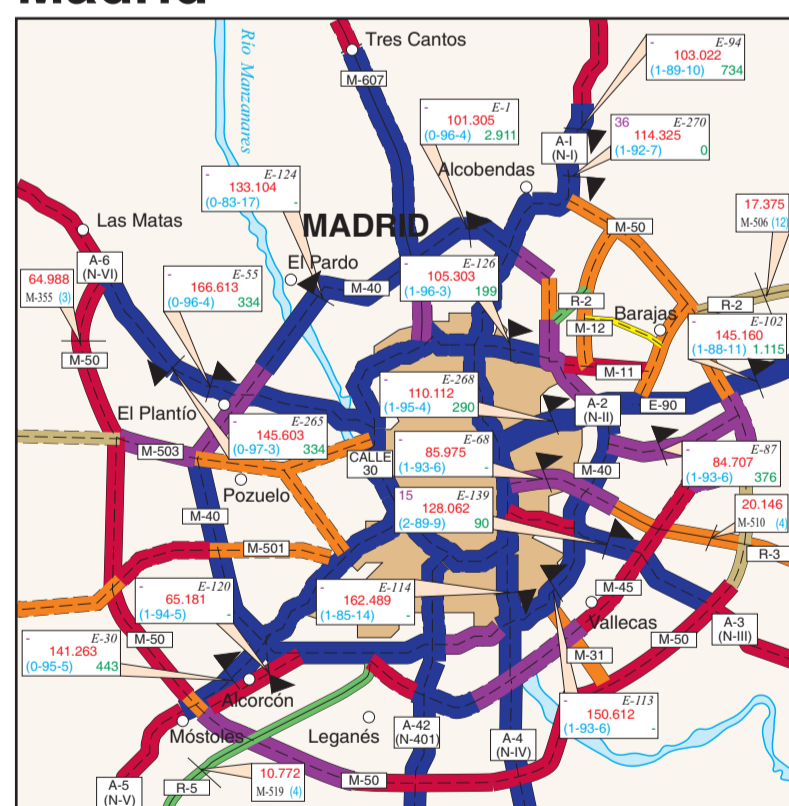 Madrid
Tres Cantos
Río Manzanares
M-607
- E-94
103.022
(1-89-10) 734
- E-1
101.305
(0-96-4) 2.911
36 E-270
114.325
(1-92-7) 0
A-I
(N-I)
Alcobendas
- E-124
133.104
(0-83-17) -
17.375
M-506 (12)
Las Matas
MADRID
M-50
A-6
(N-VI)
El Pardo
- E-126
105.303
(1-96-3) 199
64.988
M-355 (3)
- E-55
166.613
(0-96-4) 334
M-40
R-2
R-2
Barajas
M-12
- E-102
145.160
(1-88-11) 1.115
M-50
M-11
- E-268
110.112
(1-95-4) 290
A-2
(N-II)
E-90
El Plantío
- E-265
145.603
(0-97-3) 334
- E-68
85.975
(1-93-6) -
M-503
CALLE
30
M-40
- E-87
84.707
(1-93-6) 376
Pozuelo
15 E-139
128.062
(2-89-9) 90
20.146
M-510 (4)
M-40
M-501
R-3
- E-120
65.181
(1-94-5) -
- E-114
162.489
(1-85-14) -
M-45
Vallecas
A-3
(N-III)
- E-30
141.263
(0-95-5) 443
M-50
M-50
M-31
Alcorcón
- E-113
150.612
(1-93-6) -
Móstoles
Leganés
A-42
(N-401)
A-4
(N-IV)
10.772
M-519 (4)
M-50
A-5
(N-V)
R-5